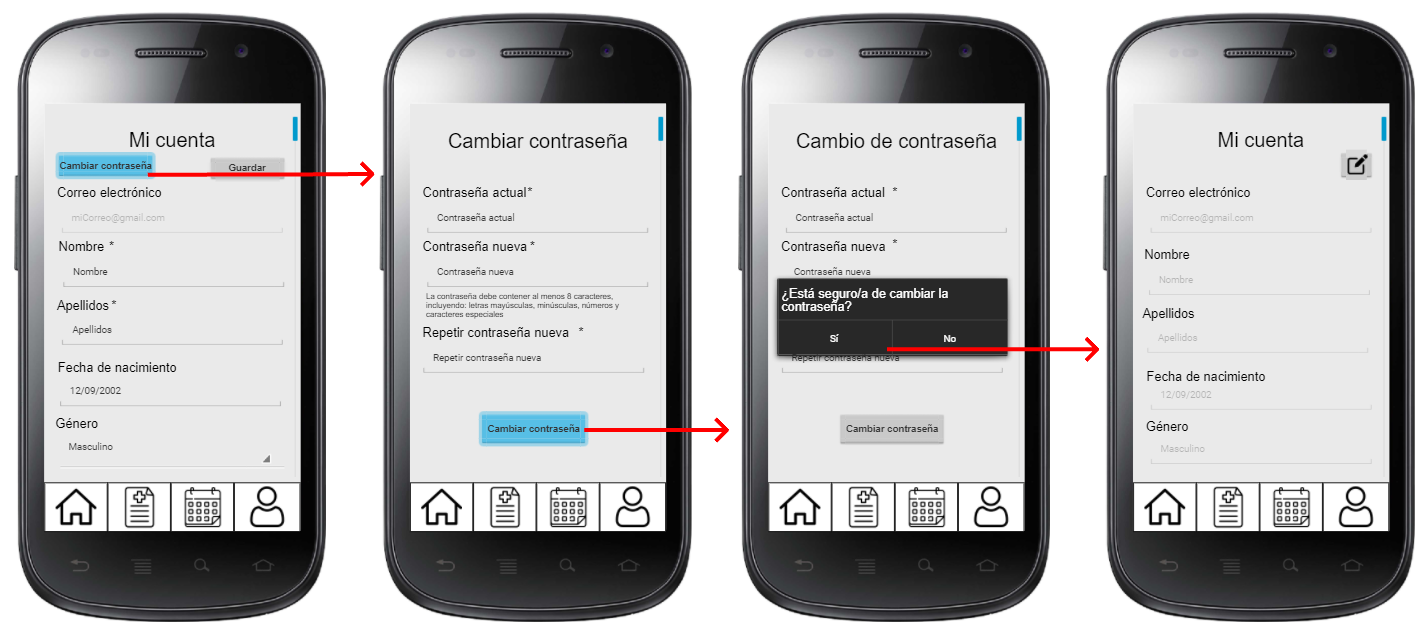 Mi cuenta
Cambiar contraseña
Guardar
Correo electrónico
miCorreo@gmail.com
Nombre *
Nombre
Apellidos *
Apellidos
Fecha de nacimiento
12/09/2002
Género
Masculino
Cambiar contraseña
Contraseña actual*
Contraseña actual
Contraseña nueva *
Contraseña nueva
La contraseña debe contener al menos 8 caracteres,
incluyendo: letras mayúsculas, minúsculas, números y
caracteres especiales
Repetir contraseña nueva *
Repetir contraseña nueva
Cambiar contraseña
Cambio de contraseña
Contraseña actual *
Contraseña actual
Contraseña nueva *
Contraseña nueva
¿Está seguro/a de cambiar la
contraseña?
Sí
No
Repetir contraseña nueva
Cambiar contraseña
Mi cuenta
Correo electrónico
miCorreo@gmail.com
Nombre
Nombre
Apellidos
Apellidos
Fecha de nacimiento
12/09/2002
Género
Masculino